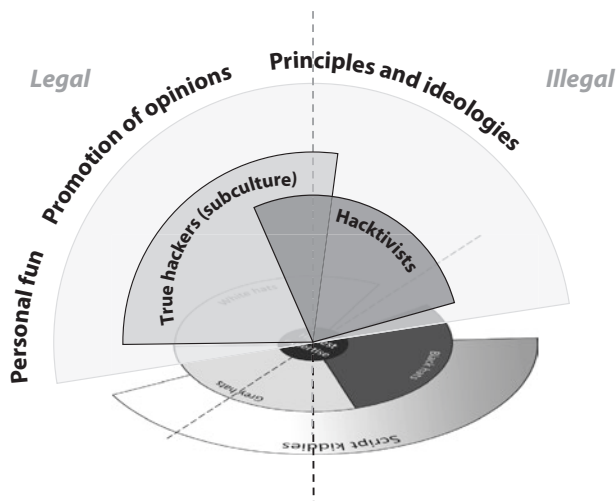 Legal
Illegal
Personal fun
Promotion of opinions
Principles and ideologies
True hackers (subculture)
Hacktivists
White hats
Grey hats
Black hats
Script kiddies